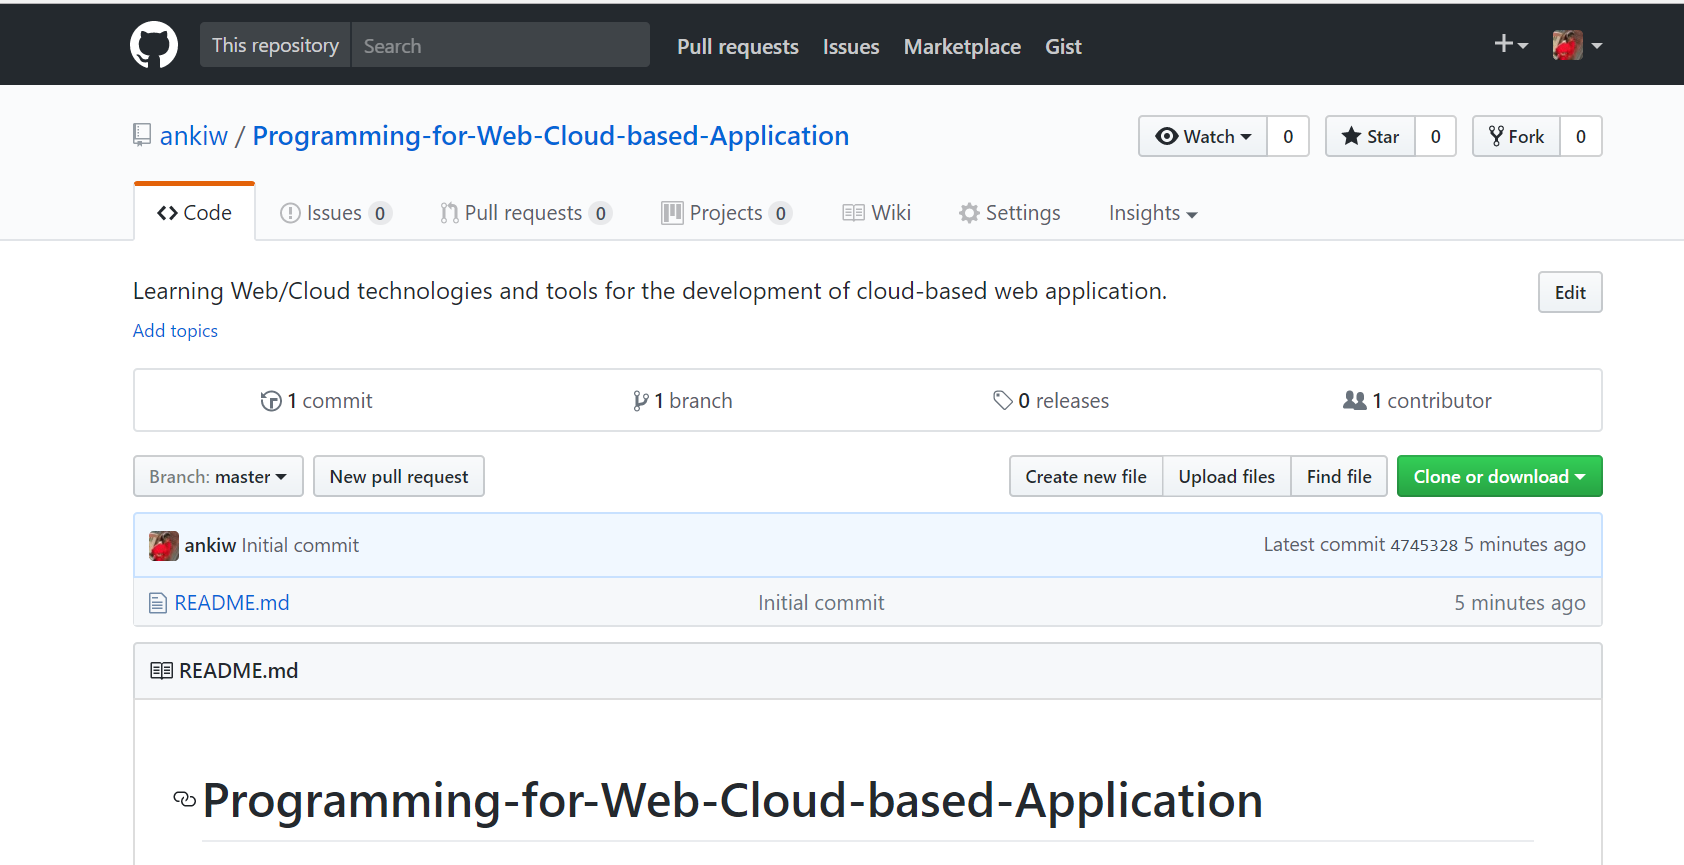 This repository Search Pull requests Issues Marketplace Gist
ankiw / Programming-for-Web-Cloud-based-Application Watch 0 Star 0 Fork 0
Code Issues 0 Pull requests 0 Projects 0 Wiki Settings Insights
Learning Web/Cloud technologies and tools for the development of cloud-based web application. Edit
Add topics
1 commit 1 branch 0 releases 1 contributor
Branch: master New pull request Create new file Upload files Find file Clone or download
ankiw Initial commit Latest commit 4745328 5 minutes ago
README.md Initial commit 5 minutes ago
README.md
Programming-for-Web-Cloud-based-Application